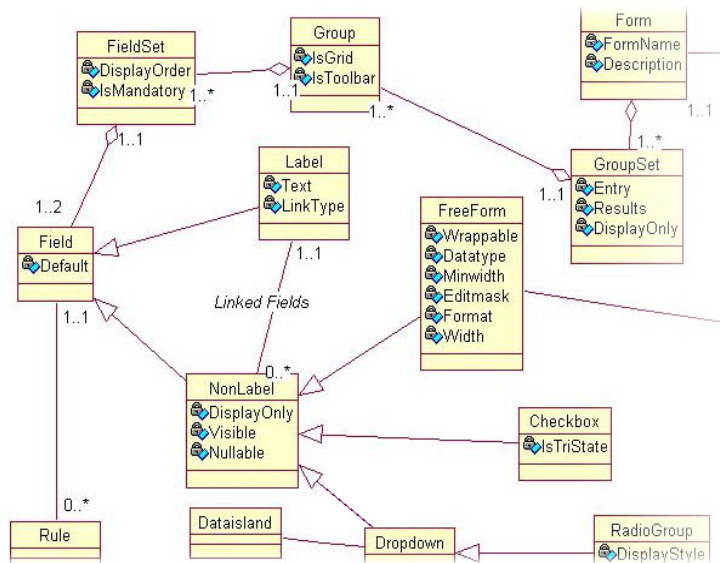 Form
FormName
Description
1..1
1..*
FieldSet
DisplayOrder
IsMandatory
1..*
1..1
Group
IsGrid
IsToolbar
1..1
1..*
GroupSet
Entry
Results
DisplayOnly
1..1
Label
Text
LinkType
1..1
Linked Fields
0..*
1..2
Field
Default
1..1
FreeForm
Wrappable
Datatype
Minwidth
Editmask
Format
Width
NonLabel
DisplayOnly
Visible
Nullable
Checkbox
IsTriState
0..*
Rule
Dataisland
Dropdown
RadioGroup
DisplayStyle